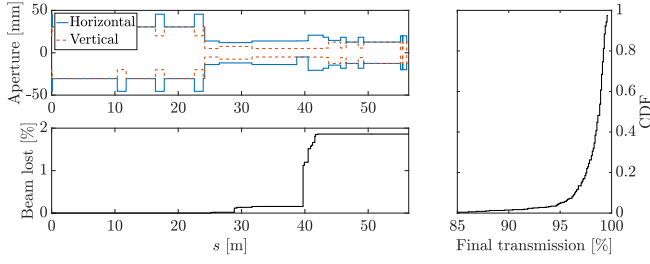 Horizontal
Vertical
Aperture [mm]
50
0
-50
0 10 20 30 40 50
Beam lost [%]
2
1
0
0 10 20 30 40 50
s [m]
1
0.8
0.6
0.4
0.2
0
CDF
85 90 95 100
Final transmission [%]